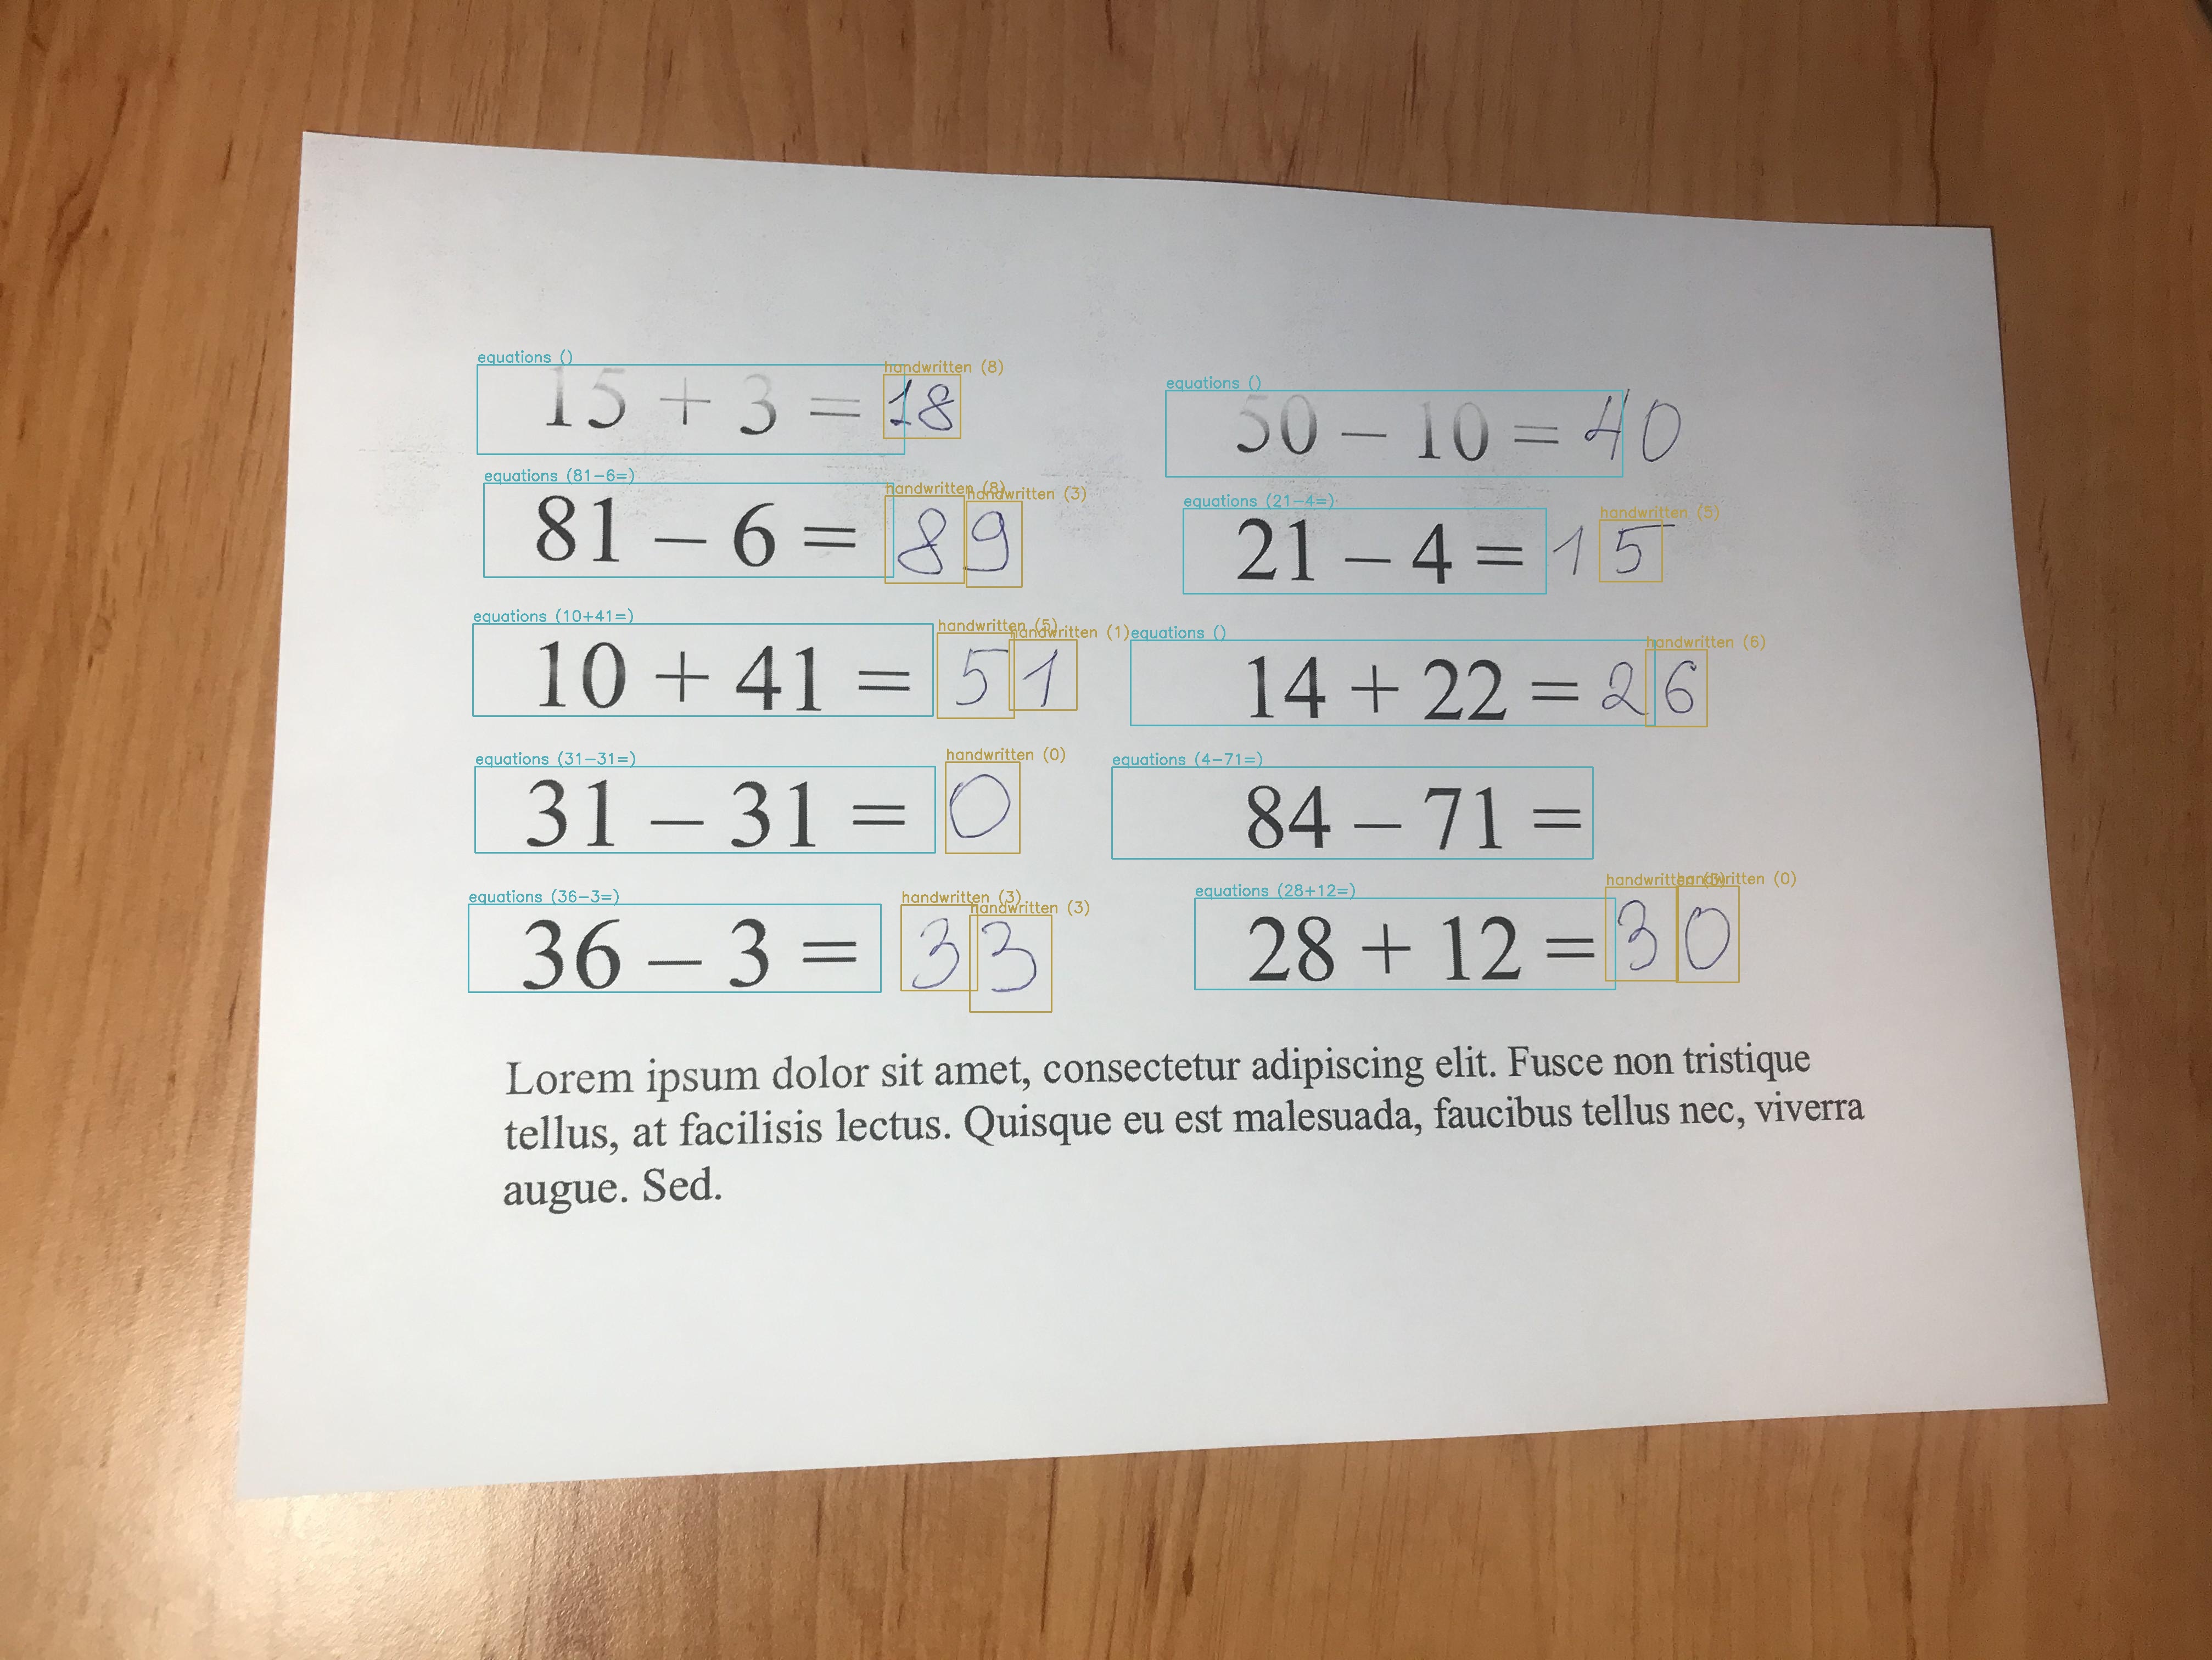 equations ()
handwritten (8)
15 + 3 = 18
equations ()
50 – 10 = 40
equations (81-6=)
handwritten (8)
handwritten (3)
81 – 6 = 89
equations (21-4=)
handwritten (5)
21 – 4 = 15
equations (10+41=)
handwritten (5)
handwritten (1)
10 + 41 = 51
equations ()
handwritten (6)
14 + 22 = 26
equations (31-31=)
handwritten (0)
31 – 31 = 0
equations (4-71=)
84 – 71 =
equations (36-3=)
handwritten (3)
handwritten (3)
36 – 3 = 33
equations (28+12=)
handwritten (3)
handwritten (0)
28 + 12 = 30
Lorem ipsum dolor sit amet, consectetur adipiscing elit. Fusce non tristique
tellus, at facilisis lectus. Quisque eu est malesuada, faucibus tellus nec, viverra
augue. Sed.